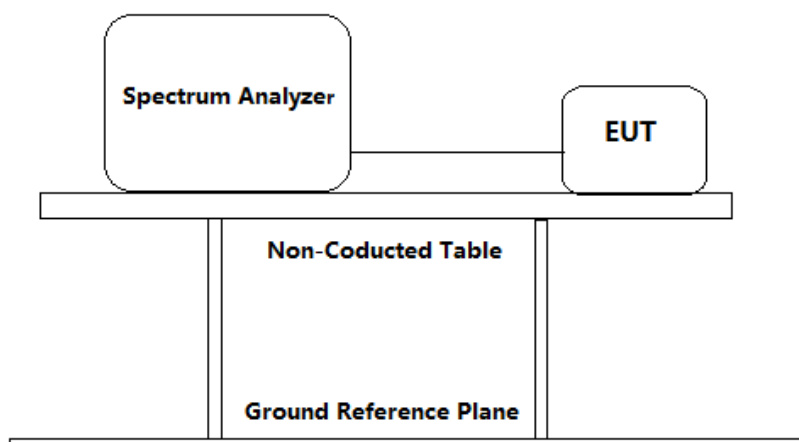 Spectrum Analyzer
EUT
Non-Coducted Table
Ground Reference Plane